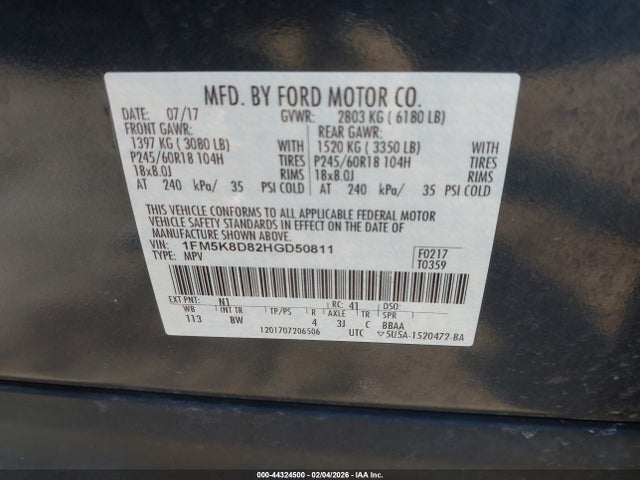 MFD. BY FORD MOTOR CO.
DATE: 07/17 GVWR: 2803 KG ( 6180 LB)
FRONT GAWR: REAR GAWR:
1397 KG ( 3080 LB) 1520 KG ( 3350 LB)
P245/60R18 104H TIRES P245/60R18 104H TIRES
18x8.0J RIMS 18x8.0J RIMS
AT 240 kPa/ 35 PSI COLD AT 240 kPa/ 35 PSI COLD
THIS VEHICLE CONFORMS TO ALL APPLICABLE FEDERAL MOTOR
VEHICLE SAFETY STANDARDS IN EFFECT ON THE DATE OF
MANUFACTURE SHOWN ABOVE.
VIN: 1FM5K8D82HGD50811 F0217
TYPE: MPV T0359
EXT PNT: N1 RC: 41 DSO:
WB INT TR TP/PS R AXLE TR SPR
113 BW 4 3J C BBAA
1201707206506 UTC ▽5U5A-1520472-BA
000-44324500 - 02/04/2026 - IAA Inc.